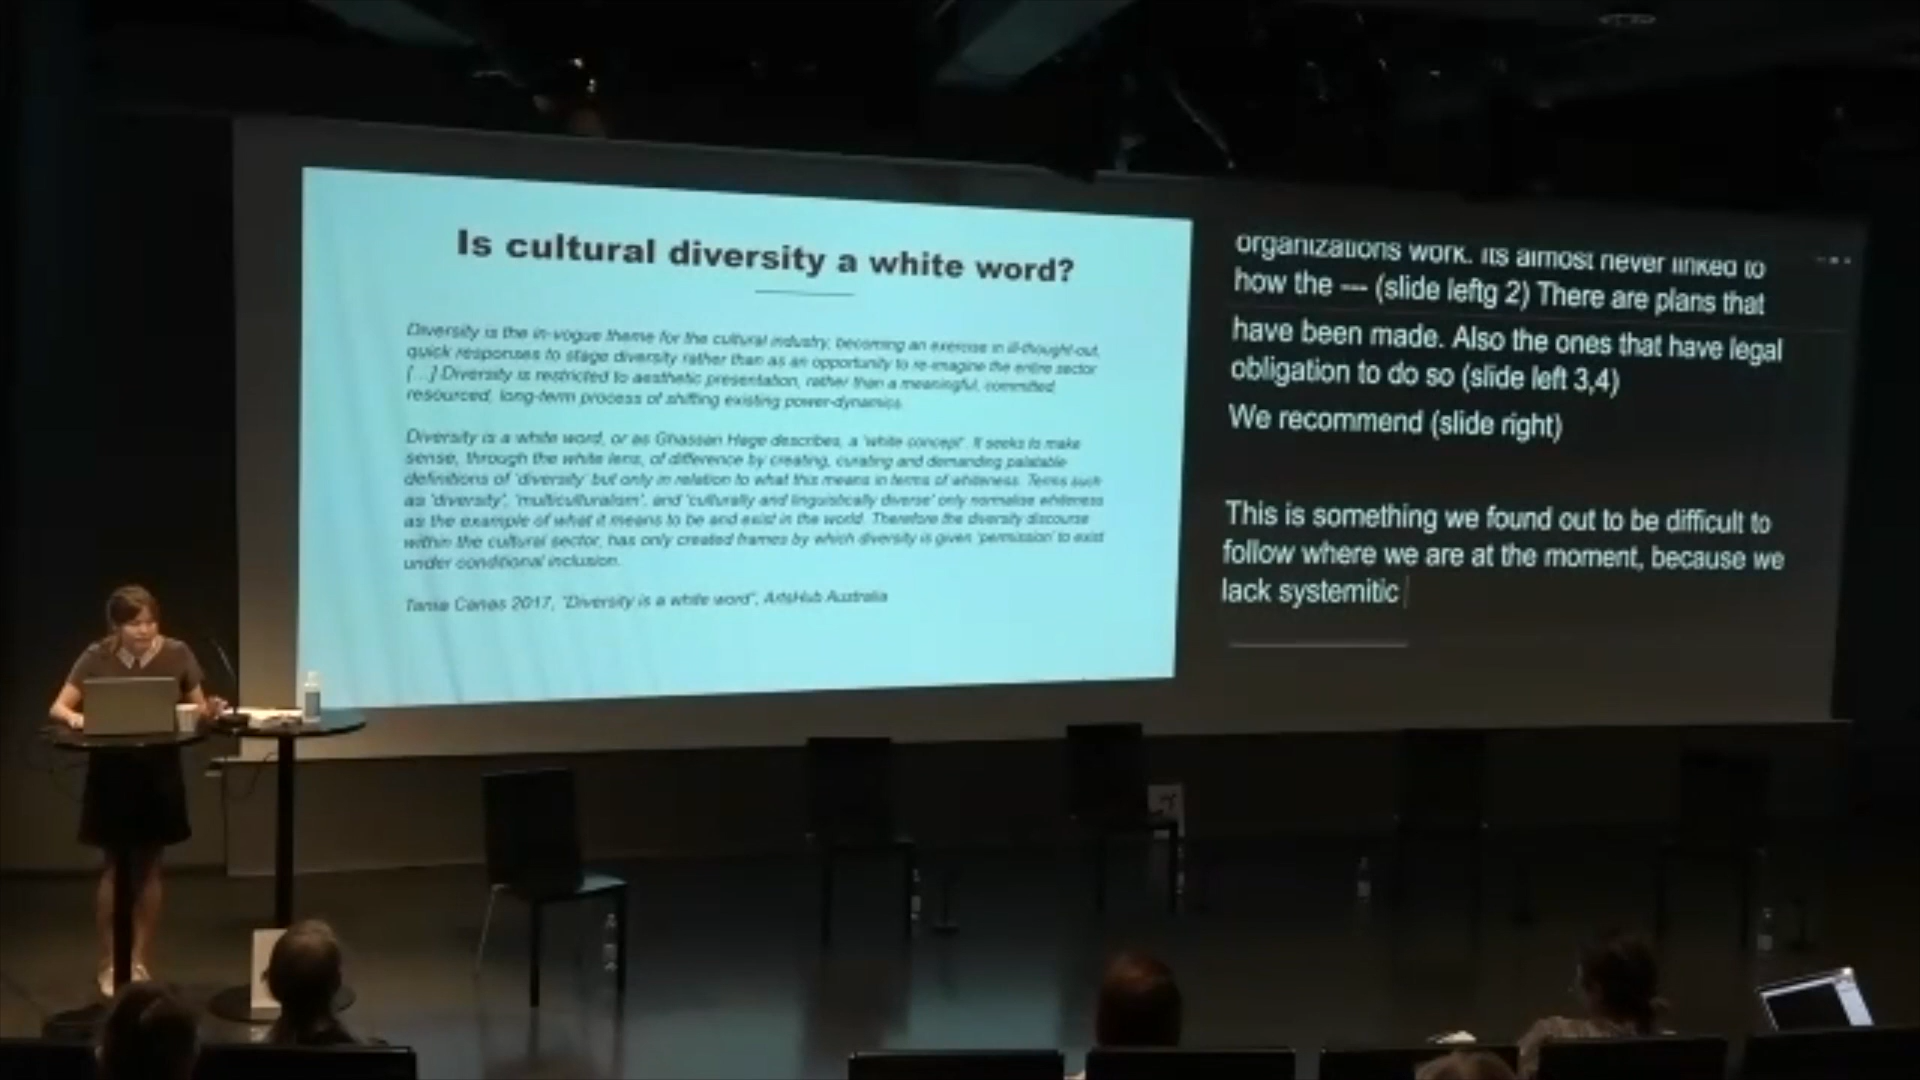 Is cultural diversity a white word?
Diversity is the in-vogue theme for the cultural industry, becoming an exercise in ill-thought-out,
quick responses to stage diversity rather than as an opportunity to re-imagine the entire sector
[...] Diversity is restricted to aesthetic presentation, rather than a meaningful, committed
resourced, long-term process of shifting existing power-dynamics.
Diversity is a white word, or as Ghassan Hage describes, a 'white concept'. It seeks to make
sense, through the white lens, of difference by creating, curating and demanding palatable
definitions of 'diversity' but only in relation to what this means in terms of whiteness. Terms such
as 'diversity', 'multiculturalism', and 'culturally and linguistically diverse' only normalise whiteness
as the example of what it means to be and exist in the world. Therefore the diversity discourse
within the cultural sector, has only created frames by which diversity is given 'permission' to exist
under conditional inclusion.
Tania Canas 2017, "Diversity is a white word", ArtsHub Australia
organizations work. Its almost never linked to
how the --- (slide leftg 2) There are plans that
have been made. Also the ones that have legal
obligation to do so (slide left 3,4)
We recommend (slide right)
This is something we found out to be difficult to
follow where we are at the moment, because we
lack systemitic